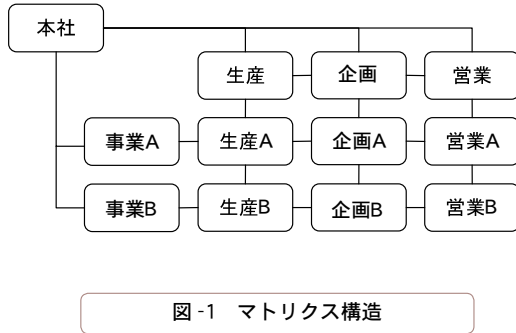 本社
生産 企画 営業
事業A 生産A 企画A 営業A
事業B 生産B 企画B 営業B
図-1 マトリクス構造